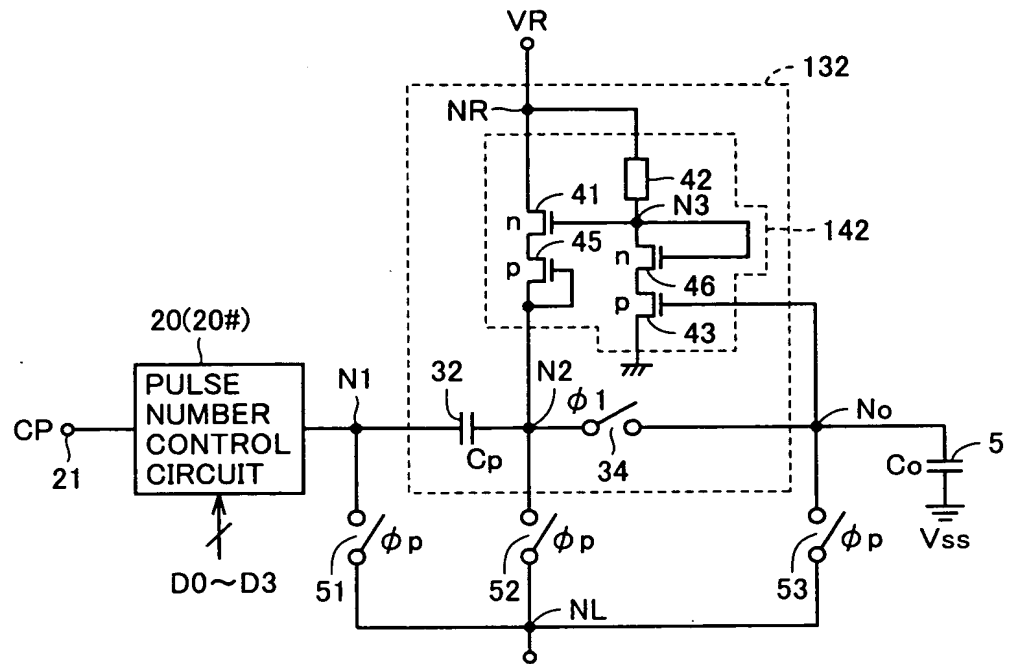 VR
132
NR
42
41
N3
n
45
142
n
p
46
p
43
20(20#)
PULSE
NUMBER
CONTROL
CIRCUIT
N1
32
N2
ϕ1
No
CP
21
Cp
34
Co
5
Vss
ϕp
ϕp
ϕp
51
52
53
D0~D3
NL